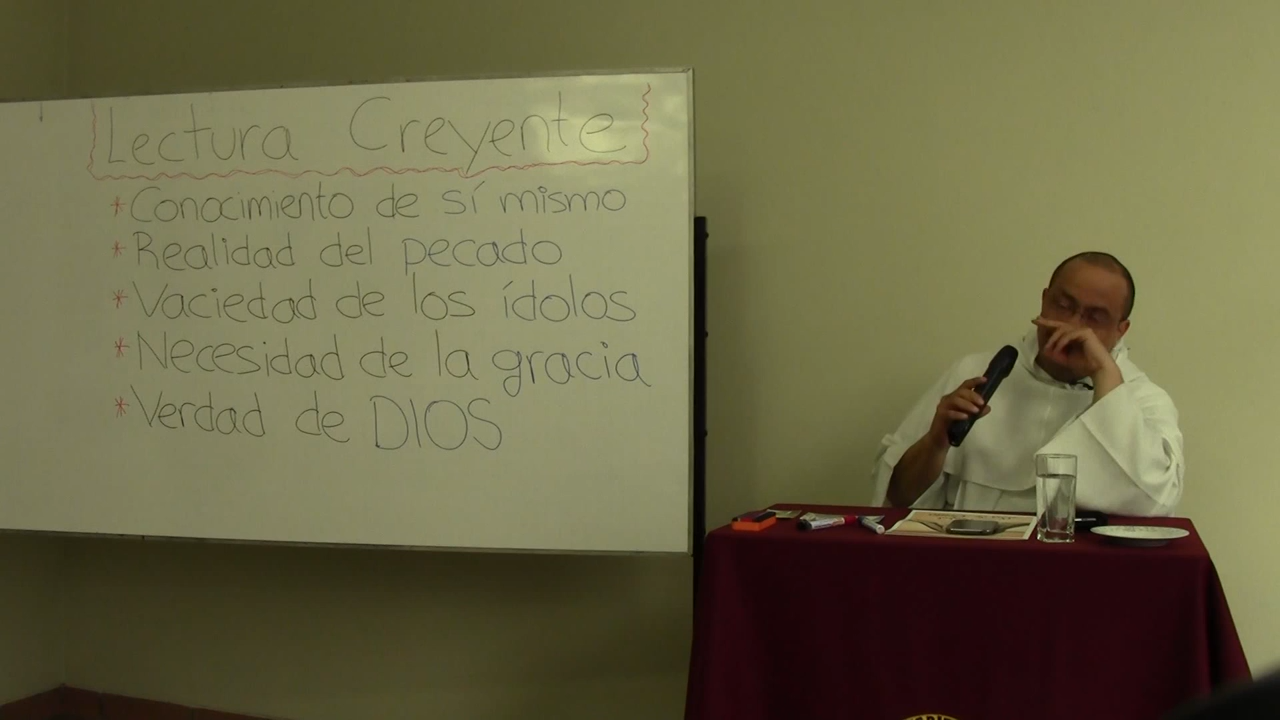 Lectura Creyente
* Conocimiento de sí mismo
* Realidad del pecado
* Vaciedad de los ídolos
* Necesidad de la gracia
* Verdad de DIOS